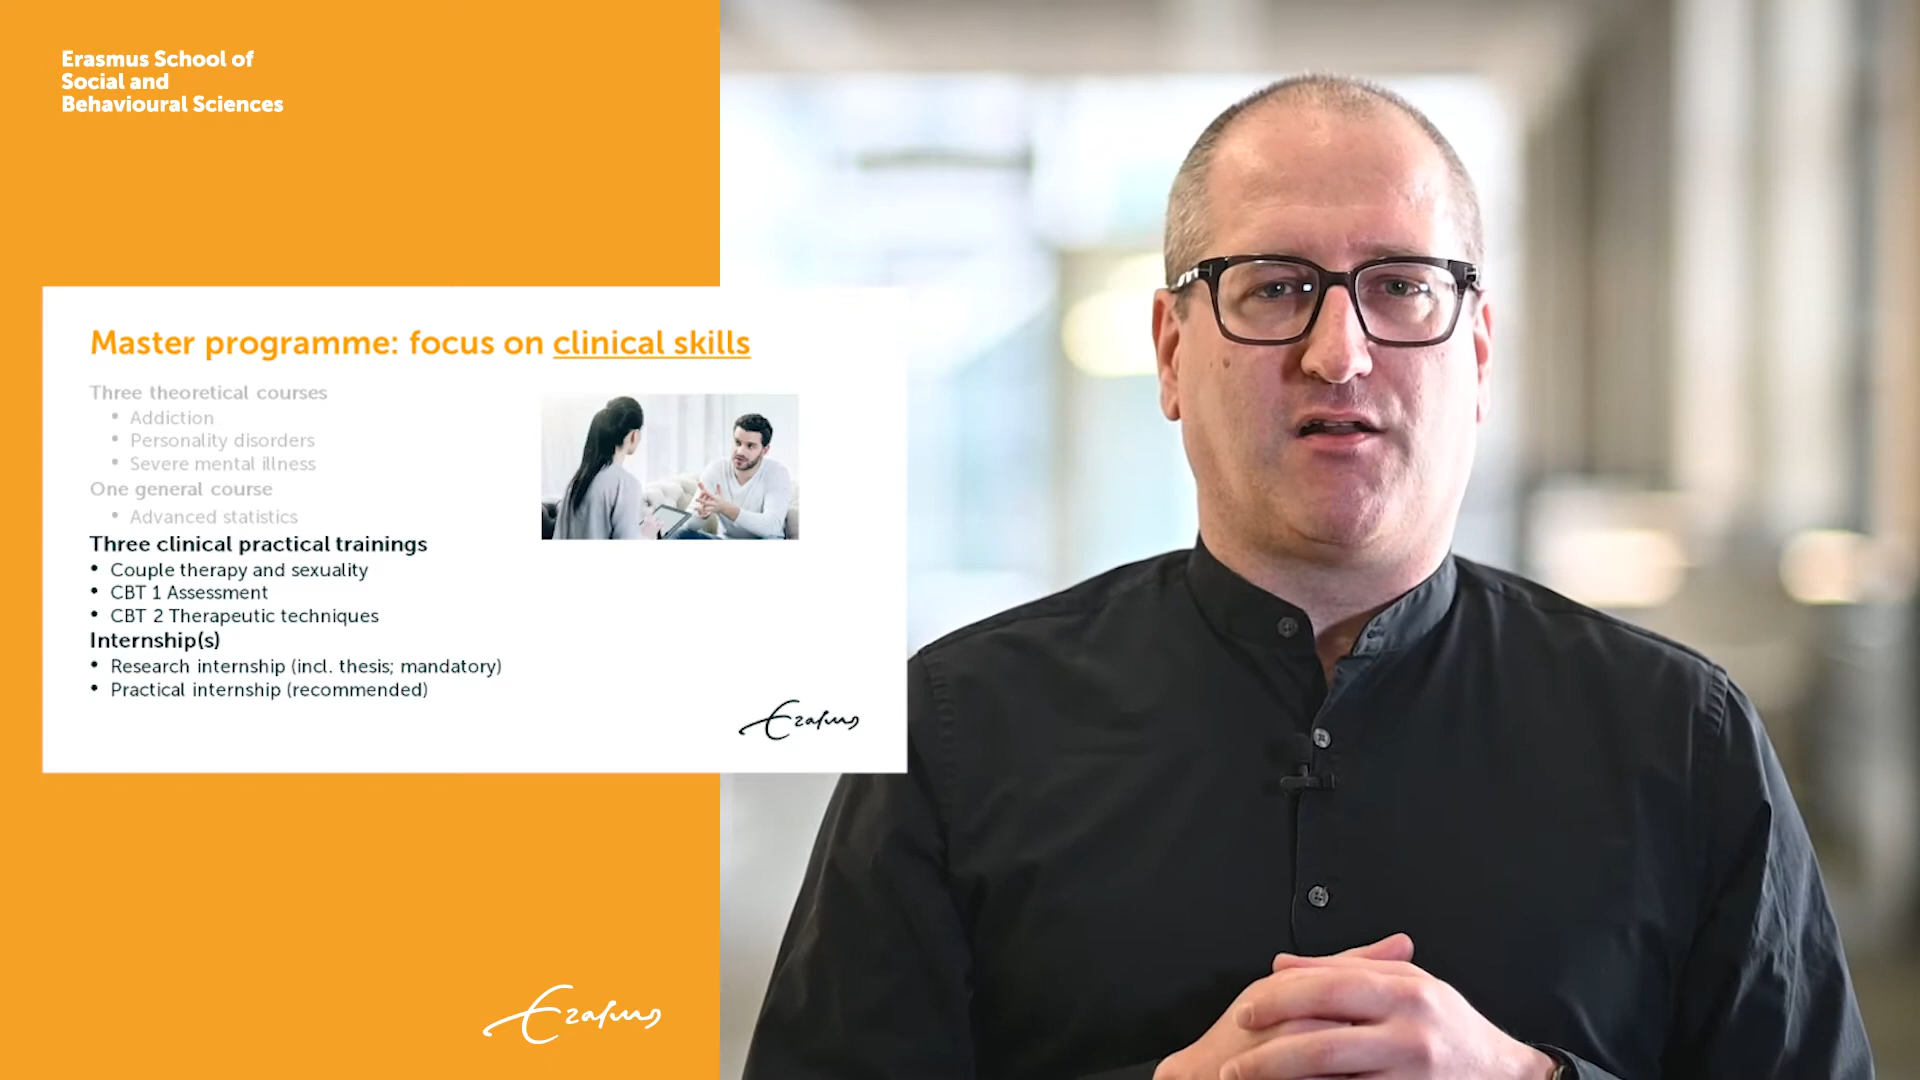 Erasmus School of
Social and
Behavioural Sciences
Master programme: focus on clinical skills
Three theoretical courses
• Addiction
• Personality disorders
• Severe mental illness
One general course
• Advanced statistics
Three clinical practical trainings
• Couple therapy and sexuality
• CBT 1 Assessment
• CBT 2 Therapeutic techniques
Internship(s)
• Research internship (incl. thesis; mandatory)
• Practical internship (recommended)
Erasmus
Erasmus